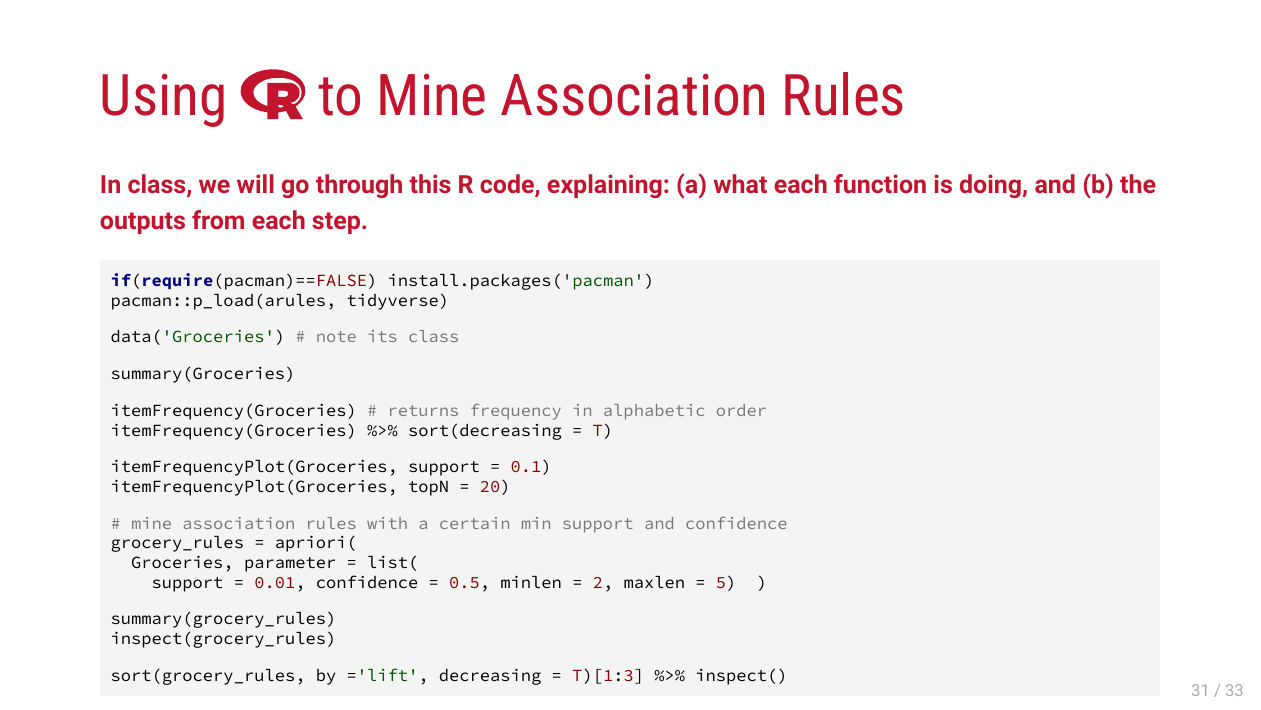 Using R to Mine Association Rules
In class, we will go through this R code, explaining: (a) what each function is doing, and (b) the
outputs from each step.
if(require(pacman)==FALSE) install.packages('pacman')
pacman::p_load(arules, tidyverse)
data('Groceries') # note its class
summary(Groceries)
itemFrequency(Groceries) # returns frequency in alphabetic order
itemFrequency(Groceries) %>% sort(decreasing = T)
itemFrequencyPlot(Groceries, support = 0.1)
itemFrequencyPlot(Groceries, topN = 20)
# mine association rules with a certain min support and confidence
grocery_rules = apriori(
  Groceries, parameter = list(
    support = 0.01, confidence = 0.5, minlen = 2, maxlen = 5)  )
summary(grocery_rules)
inspect(grocery_rules)
sort(grocery_rules, by ='lift', decreasing = T)[1:3] %>% inspect()
31 / 33